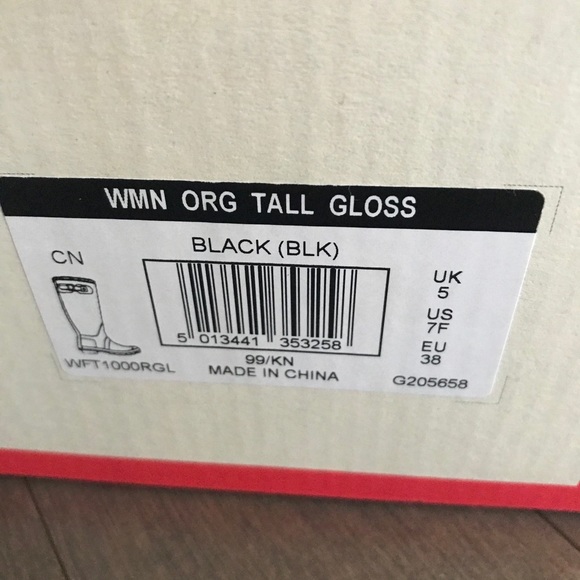 WMN ORG TALL GLOSS
BLACK (BLK)
CN
UK
5
US
7F
EU
38
5 013441 353258
WFT1000RGL
99/KN
MADE IN CHINA
G205658